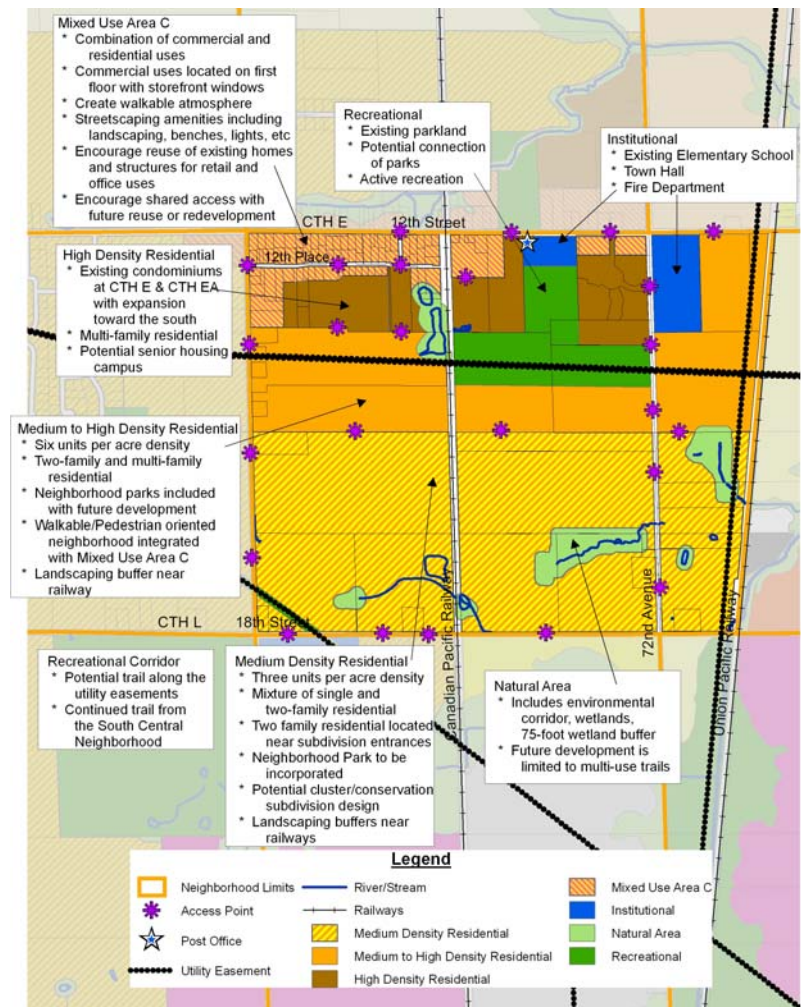 Mixed Use Area C
* Combination of commercial and
residential uses
* Commercial uses located on first
floor with storefront windows
* Create walkable atmosphere
* Streetscaping amenities including
landscaping, benches, lights, etc
* Encourage reuse of existing homes
and structures for retail and
office uses
* Encourage shared access with
future reuse or redevelopment
Recreational
* Existing parkland
* Potential connection
of parks
* Active recreation
Institutional
* Existing Elementary School
* Town Hall
* Fire Department
CTH E
12th Street
12th Place
High Density Residential
* Existing condominiums
at CTH E & CTH EA
with expansion
toward the south
* Multi-family residential
* Potential senior housing
campus
Medium to High Density Residential
* Six units per acre density
* Two-family and multi-family
residential
* Neighborhood parks included
with future development
* Walkable/Pedestrian oriented
neighborhood integrated
with Mixed Use Area C
* Landscaping buffer near
railway
CTH L
18th Street
Canadian Pacific Railway
72nd Avenue
Union Pacific Railway
Recreational Corridor
* Potential trail along the
utility easements
* Continued trail from
the South Central
Neighborhood
Medium Density Residential
* Three units per acre density
* Mixture of single and
two-family residential
* Two family residential located
near subdivision entrances
* Neighborhood Park to be
incorporated
* Potential cluster/conservation
subdivision design
* Landscaping buffers near
railways
Natural Area
* Includes environmental
corridor, wetlands,
75-foot wetland buffer
* Future development is
limited to multi-use trails
Legend
Neighborhood Limits
Access Point
Post Office
Utility Easement
River/Stream
Railways
Medium Density Residential
Medium to High Density Residential
High Density Residential
Mixed Use Area C
Institutional
Natural Area
Recreational